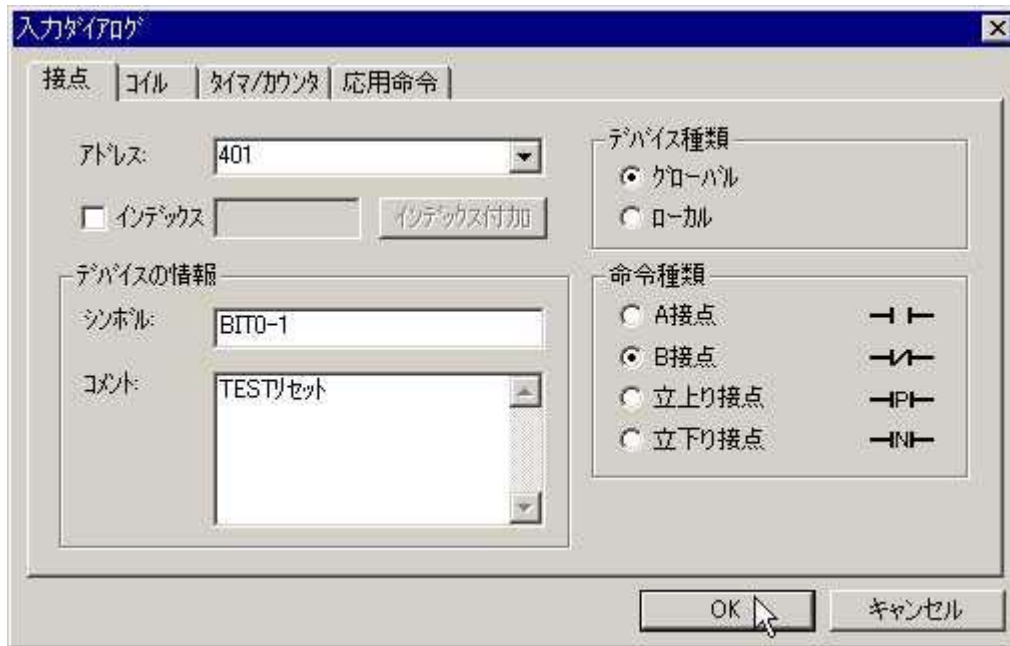 入力ﾀﾞｲｱﾛｸﾞ
接点 ｺｲﾙ ﾀｲﾏ/ｶｳﾝﾀ 応用命令
ｱﾄﾞﾚｽ: 401
ｲﾝﾃﾞｯｸｽ ｲﾝﾃﾞｯｸｽ付加
ﾃﾞﾊﾞｲｽの情報
ｼﾝﾎﾞﾙ: BIT0-1
ｺﾒﾝﾄ: TESTﾘｾｯﾄ
ﾃﾞﾊﾞｲｽ種類
ｸﾞﾛｰﾊﾞﾙ
ﾛｰｶﾙ
命令種類
A接点
B接点
立上り接点 P
立下り接点 N
OK ｷｬﾝｾﾙ